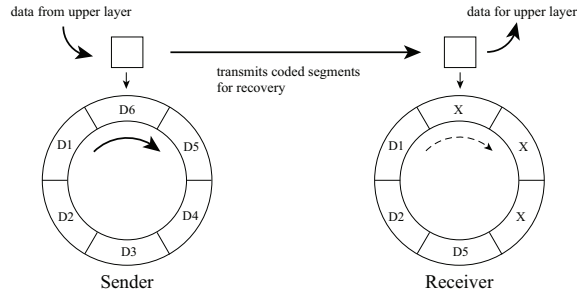 data from upper layer
data for upper layer
transmits coded segments
for recovery
D6
D1
D5
D2
D4
D3
Sender
X
D1
X
D2
X
D5
Receiver